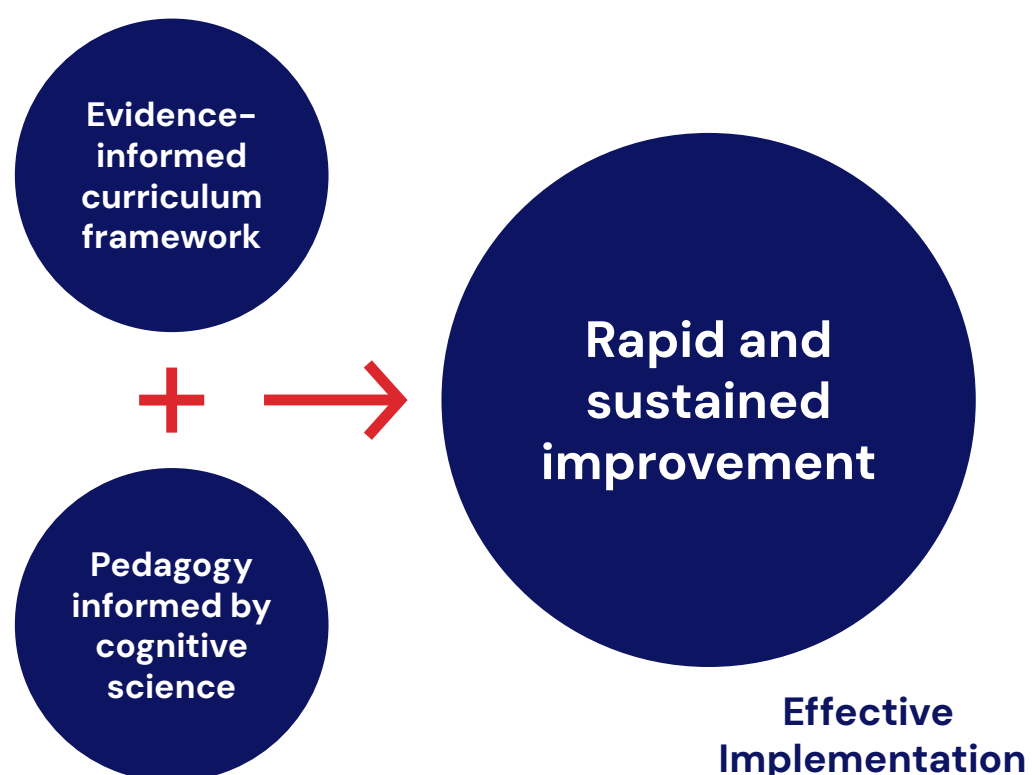 Evidence-
informed
curriculum
framework
+
Rapid and
sustained
improvement
Pedagogy
informed by
cognitive
science
Effective
Implementation